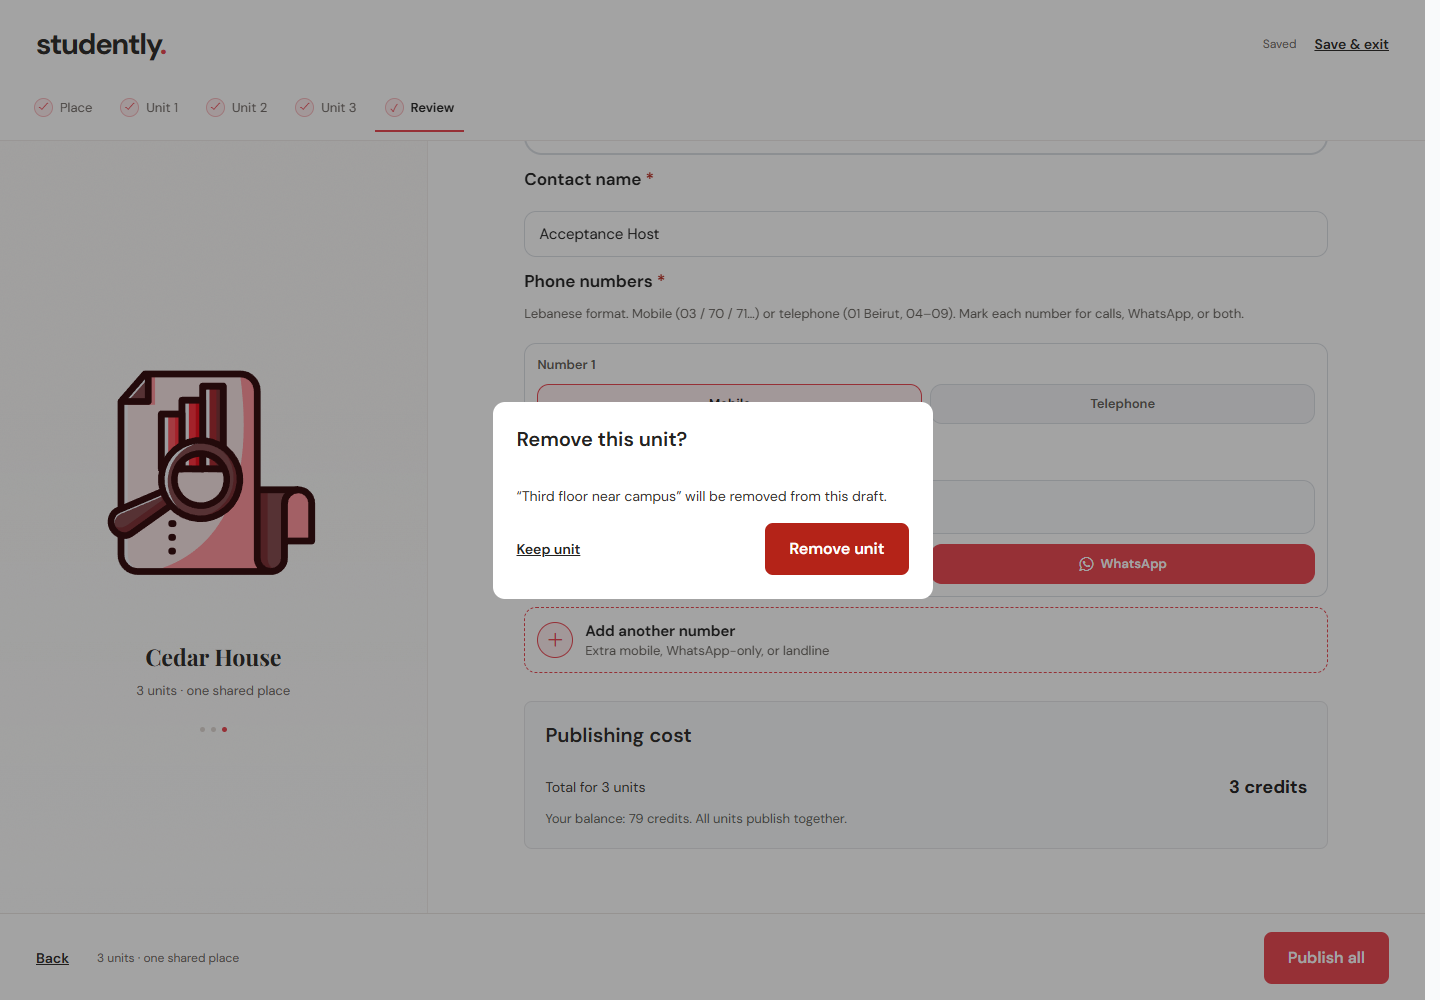 studently.
Saved
Save & exit
Place
Unit 1
Unit 2
Unit 3
Review
Contact name *
Acceptance Host
Phone numbers *
Lebanese format. Mobile (03 / 70 / 71…) or telephone (01 Beirut, 04–09). Mark each number for calls, WhatsApp, or both.
Number 1
Mobile
Telephone
Remove this unit?
“Third floor near campus” will be removed from this draft.
Keep unit
Remove unit
WhatsApp
Add another number
Extra mobile, WhatsApp-only, or landline
Cedar House
3 units · one shared place
Publishing cost
Total for 3 units
3 credits
Your balance: 79 credits. All units publish together.
Back
3 units · one shared place
Publish all